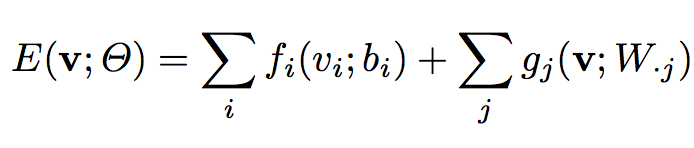 E(v; Θ) = ∑_i f_i(v_i; b_i) + ∑_j g_j(v; W_{·j})